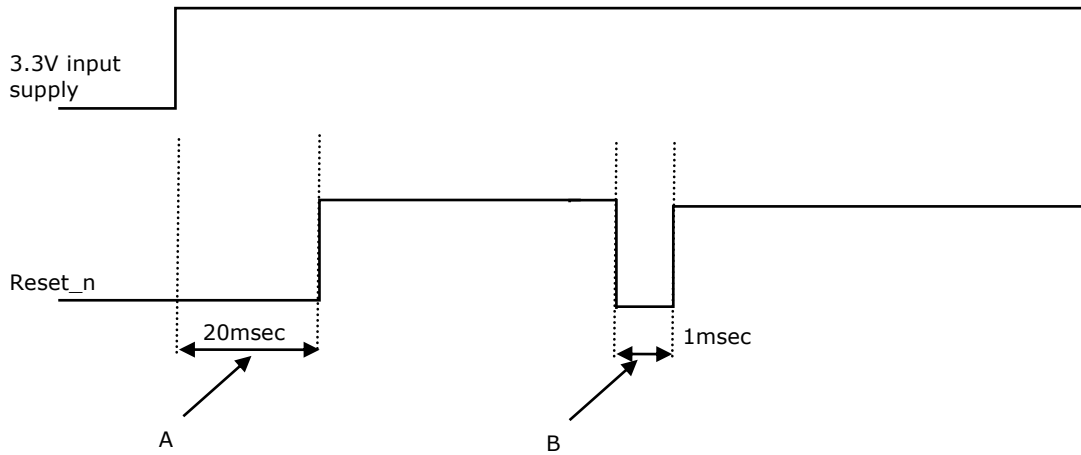 3.3V input
supply
Reset_n
20msec
1msec
A
B